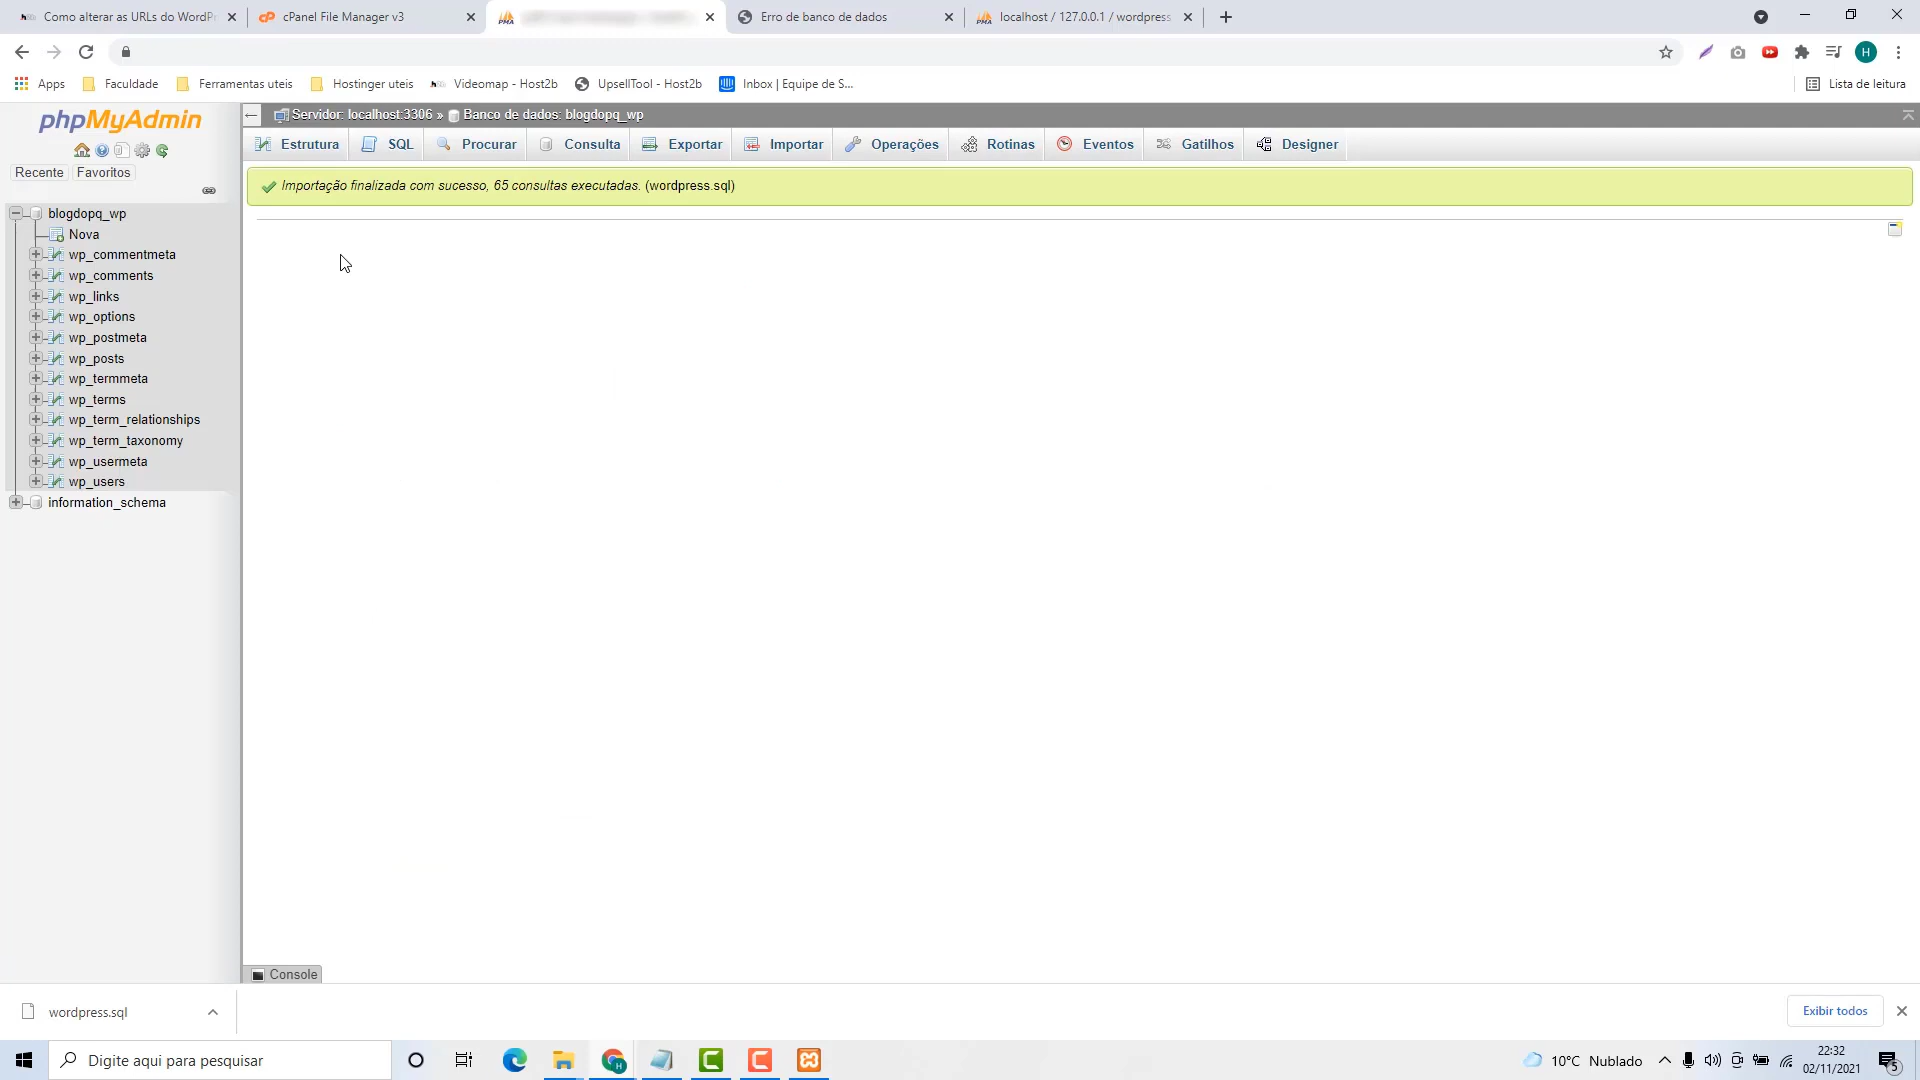 Como alterar as URLs do WordPr
cPanel File Manager v3
Erro de banco de dados
localhost / 127.0.0.1 / wordpress
H
Apps
Faculdade
Ferramentas uteis
Hostinger uteis
Videomap - Host2b
UpsellTool - Host2b
Inbox | Equipe de S...
Lista de leitura
phpMyAdmin
Servidor: localhost:3306 » Banco de dados: blogdopq_wp
Estrutura
SQL
Procurar
Consulta
Exportar
Importar
Operações
Rotinas
Eventos
Gatilhos
Designer
Recente
Favoritos
Importação finalizada com sucesso, 65 consultas executadas. (wordpress.sql)
blogdopq_wp
Nova
wp_commentmeta
wp_comments
wp_links
wp_options
wp_postmeta
wp_posts
wp_termmeta
wp_terms
wp_term_relationships
wp_term_taxonomy
wp_usermeta
wp_users
information_schema
Console
wordpress.sql
Exibir todos
Digite aqui para pesquisar
10°C Nublado
22:32
02/11/2021
5